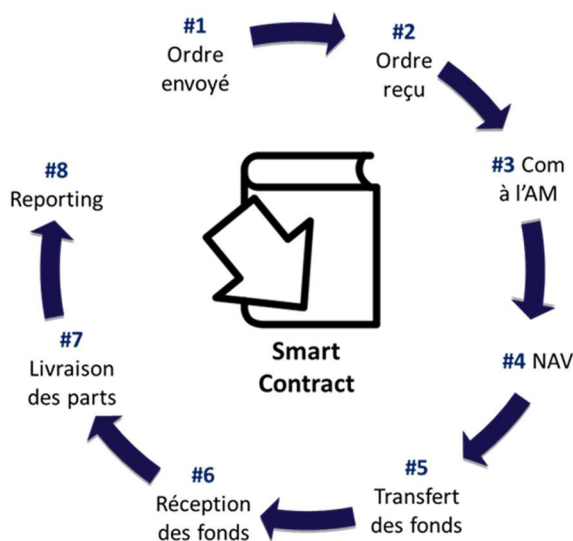 #1
Ordre
envoyé
#2
Ordre
reçu
#3 Com
à l'AM
#4 NAV
#5
Transfert
des fonds
#6
Réception
des fonds
#7
Livraison
des parts
#8
Reporting
Smart
Contract